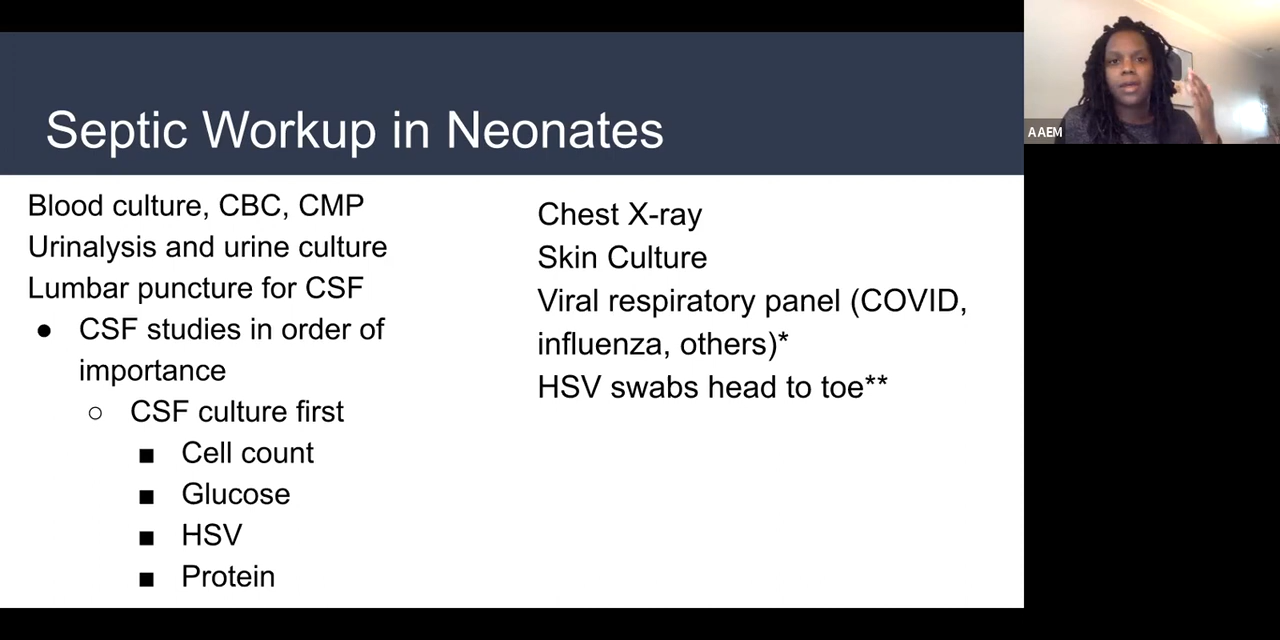 Septic Workup in Neonates
Blood culture, CBC, CMP
Urinalysis and urine culture
Lumbar puncture for CSF
● CSF studies in order of
importance
○ CSF culture first
■ Cell count
■ Glucose
■ HSV
■ Protein
Chest X-ray
Skin Culture
Viral respiratory panel (COVID,
influenza, others)*
HSV swabs head to toe**
AAEM